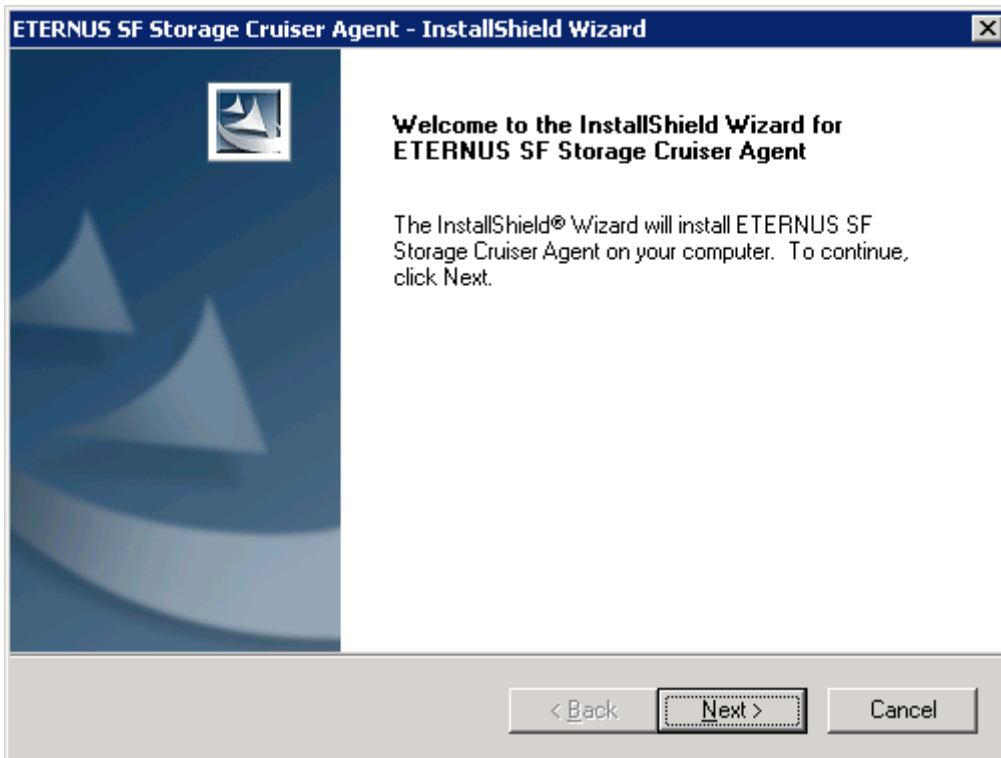 ETERNUS SF Storage Cruiser Agent - InstallShield Wizard
Welcome to the InstallShield Wizard for
ETERNUS SF Storage Cruiser Agent
The InstallShield® Wizard will install ETERNUS SF
Storage Cruiser Agent on your computer.  To continue,
click Next.
< Back
Next >
Cancel